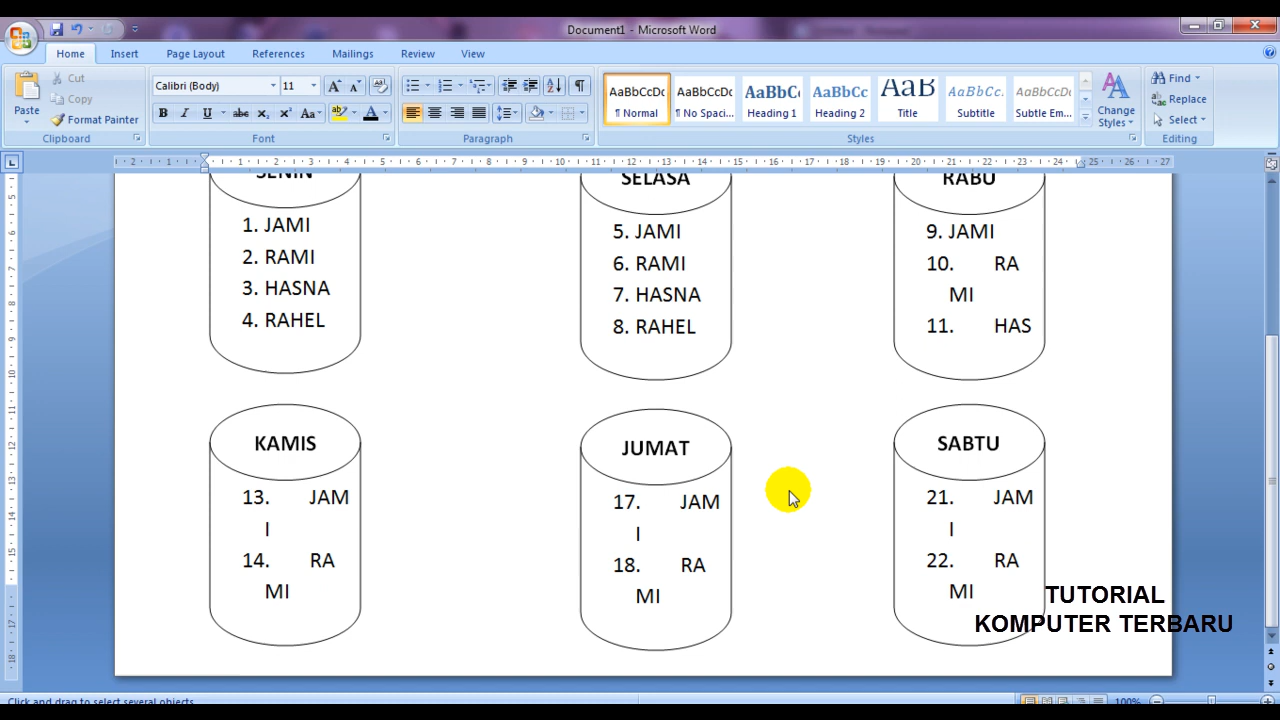 Document1 - Microsoft Word
Home Insert Page Layout References Mailings Review View
Paste
Cut
Copy
Format Painter
Clipboard
Calibri (Body) 11
Font
Paragraph
AaBbCcDc AaBbCcDc AaBbC AaBbCc AaB AaBbCc. AaBbCcDc
¶ Normal ¶ No Spaci... Heading 1 Heading 2 Title Subtitle Subtle Em...
Change Styles
Styles
Find
Replace
Select
Editing
SENIN
1. JAMI
2. RAMI
3. HASNA
4. RAHEL
SELASA
5. JAMI
6. RAMI
7. HASNA
8. RAHEL
RABU
9. JAMI
10. RA
MI
11. HAS
KAMIS
13. JAM
I
14. RA
MI
JUMAT
17. JAM
I
18. RA
MI
SABTU
21. JAM
I
22. RA
MI
TUTORIAL
KOMPUTER TERBARU
Click and drag to select several objects.
100%